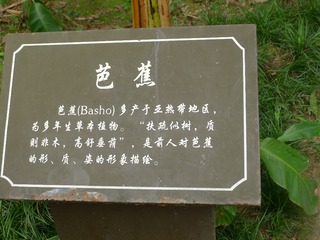 芭蕉
芭蕉(Basho)多产于亚热带地区，
为多年生草本植物。“扶疏似树，质
则非木，高舒垂荫”，是前人对芭蕉
的形、质、姿的形象描绘。